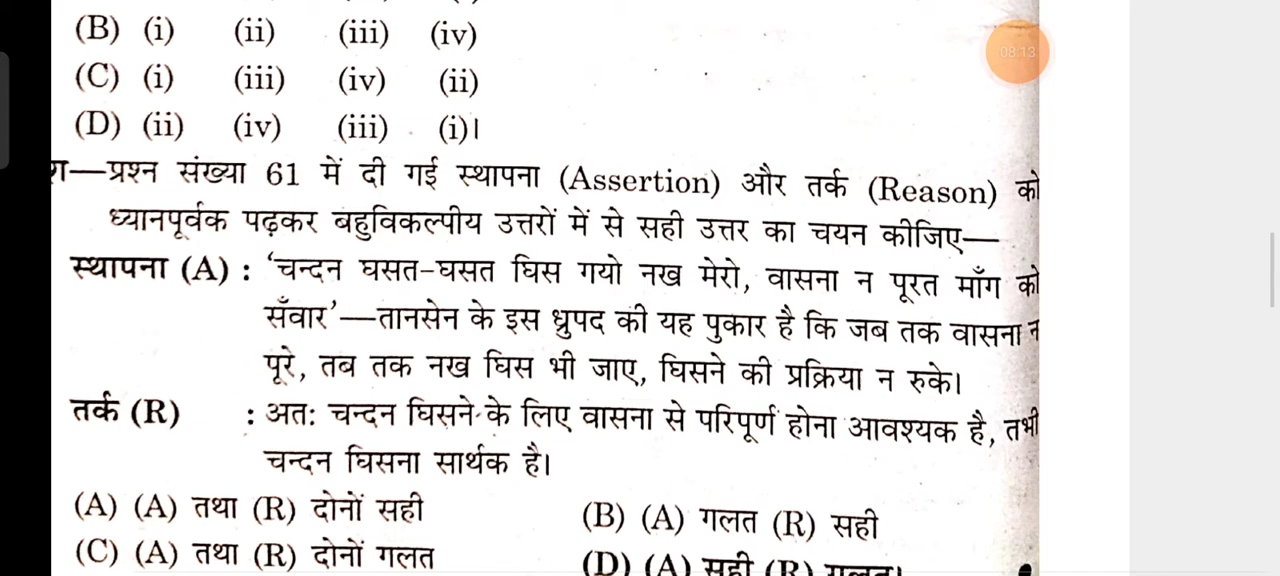 (B) (i) (ii) (iii) (iv)
08:13
(C) (i) (iii) (iv) (ii)
(D) (ii) (iv) (iii) (i)।
प्रश्न संख्या 61 में दी गई स्थापना (Assertion) और तर्क (Reason) को
ध्यानपूर्वक पढ़कर बहुविकल्पीय उत्तरों में से सही उत्तर का चयन कीजिए—
स्थापना (A) : ‘चन्दन घसत-घसत घिस गयो नख मेरो, वासना न पूरत माँग को
सँवार’—तानसेन के इस ध्रुपद की यह पुकार है कि जब तक वासना न
पूरे, तब तक नख घिस भी जाए, घिसने की प्रक्रिया न रुके।
तर्क (R) : अतः चन्दन घिसने के लिए वासना से परिपूर्ण होना आवश्यक है, तभी
चन्दन घिसना सार्थक है।
(A) (A) तथा (R) दोनों सही (B) (A) गलत (R) सही
(C) (A) तथा (R) दोनों गलत (D) (A) सही (R) गलत।